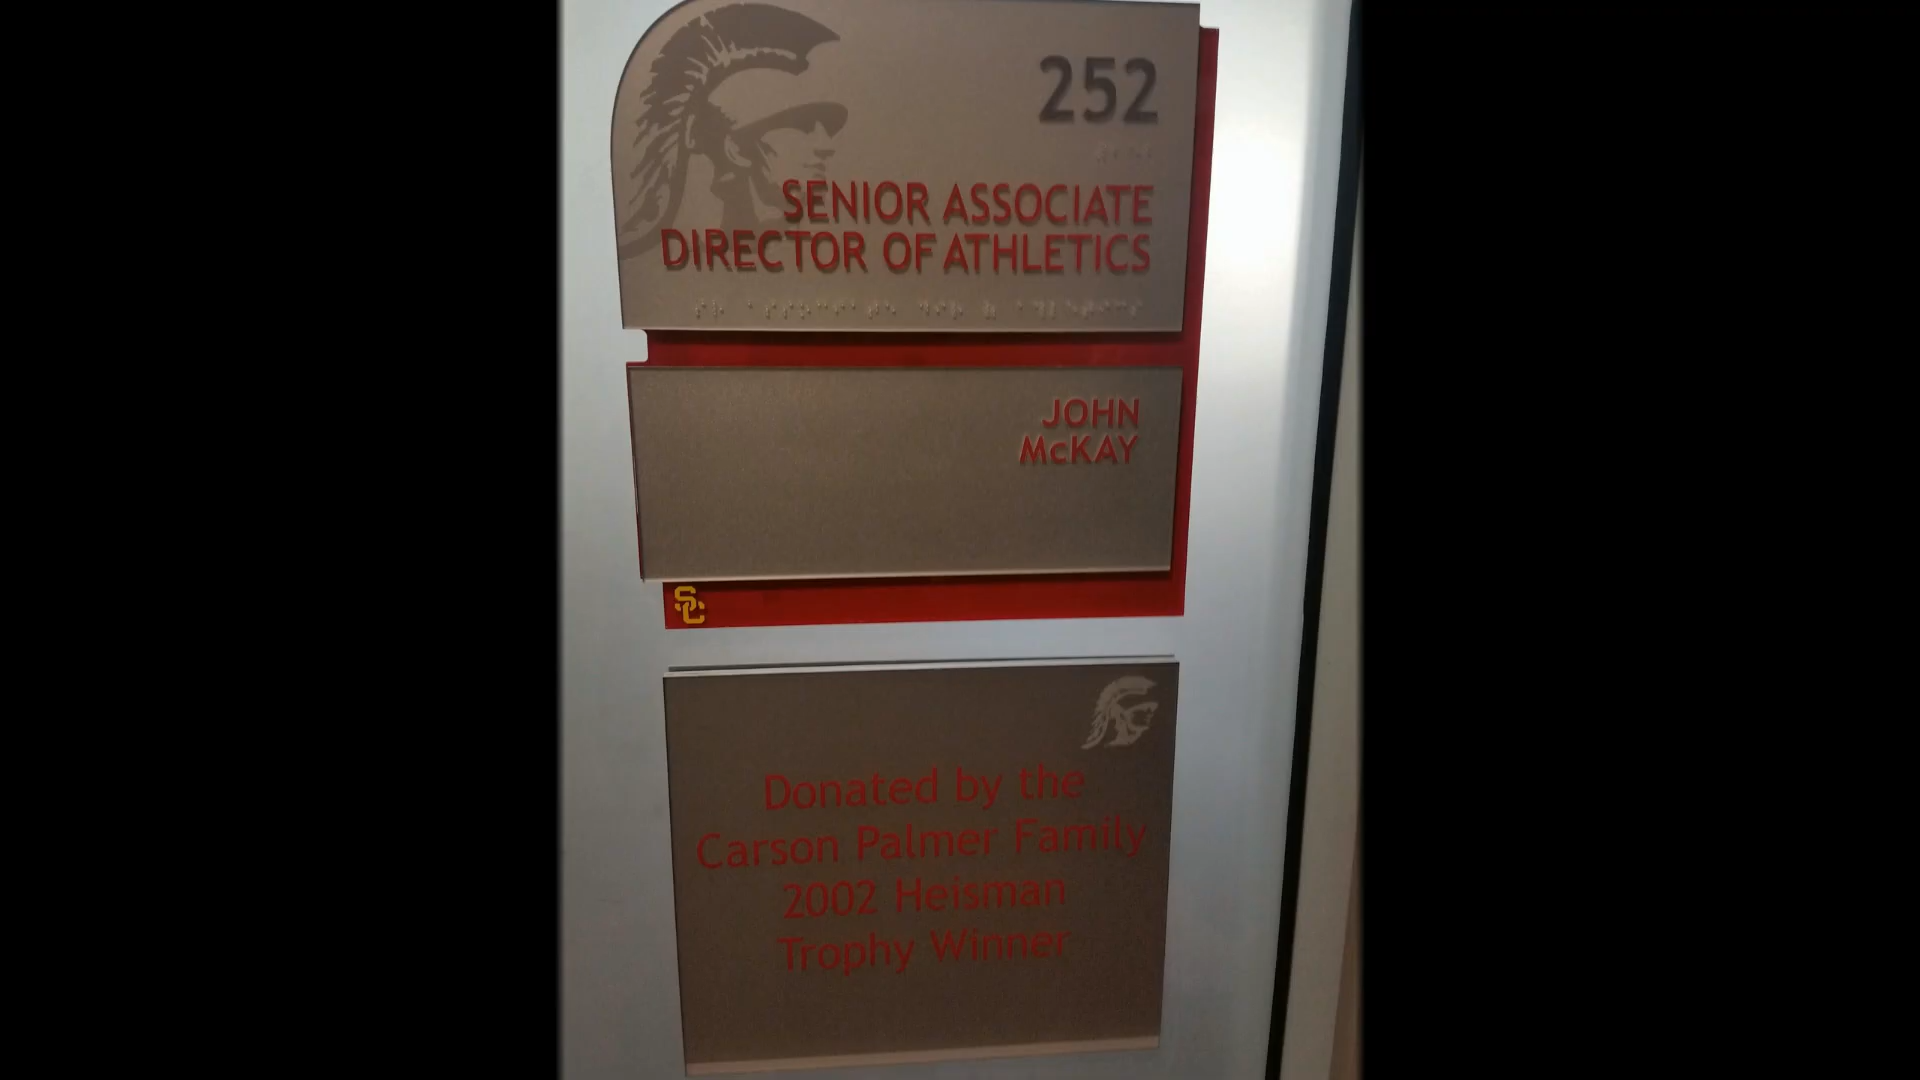 252
SENIOR ASSOCIATE
DIRECTOR OF ATHLETICS
JOHN
McKAY
SC
Donated by the
Carson Palmer Family
2002 Heisman
Trophy Winner